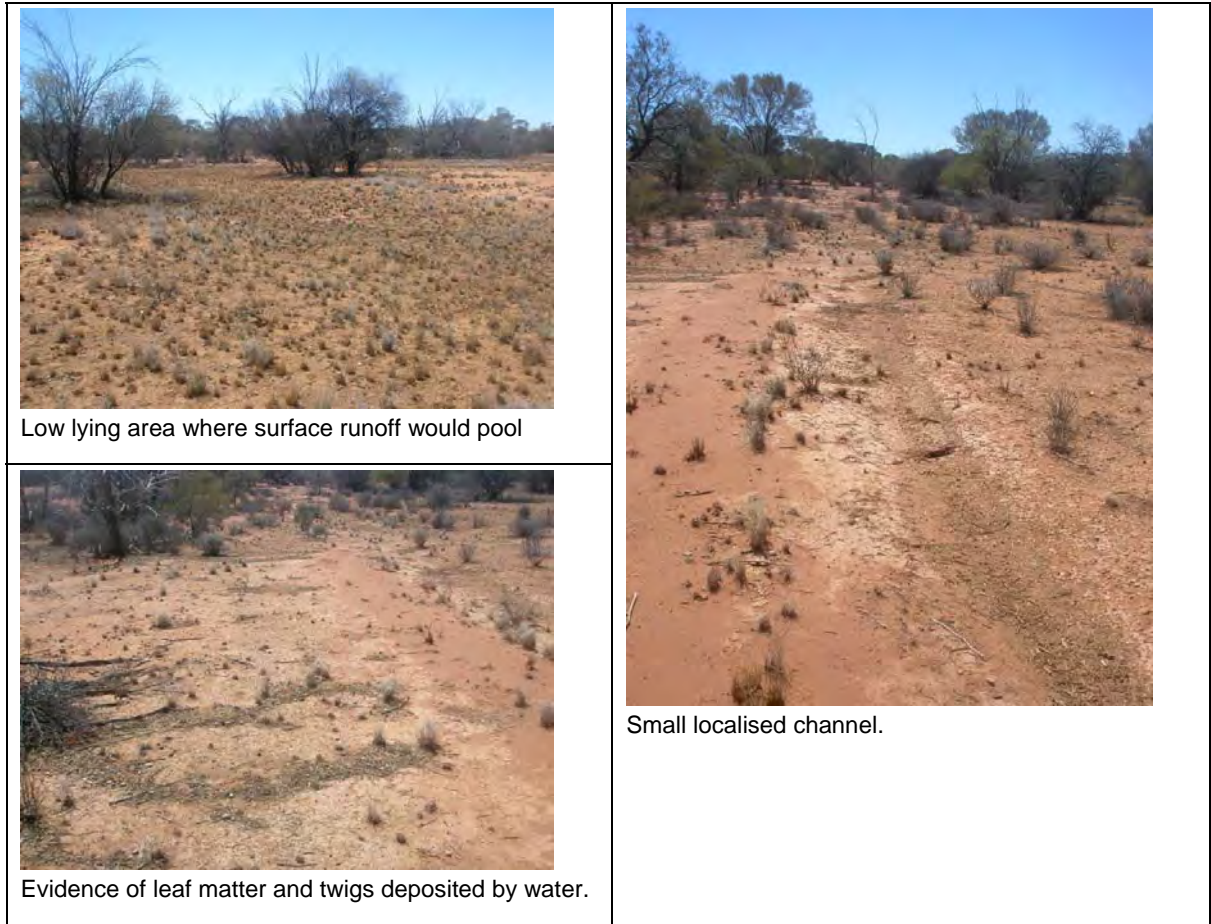 Low lying area where surface runoff would pool
Evidence of leaf matter and twigs deposited by water.
Small localised channel.